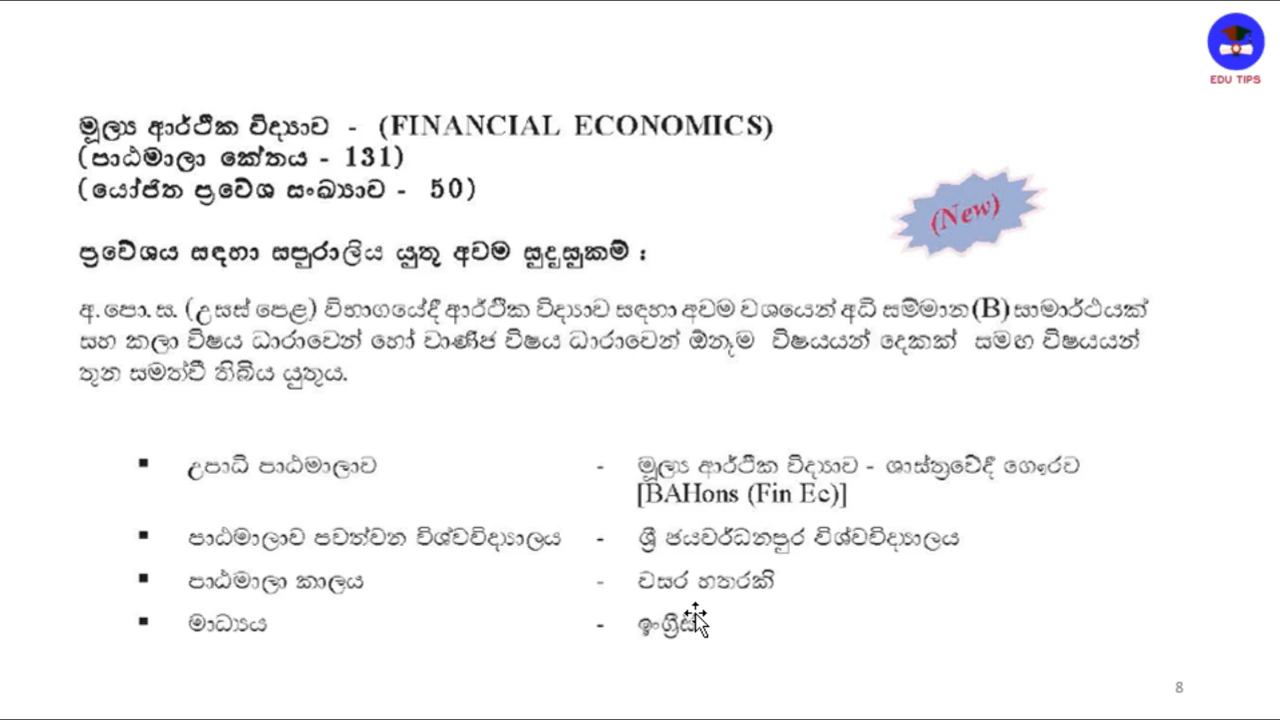 EDU TIPS
මූල්‍ය ආර්ථික විද්‍යාව - (FINANCIAL ECONOMICS)
(පාඨමාලා කේතය - 131)
(යෝජිත ප්‍රවේශ සංඛ්‍යාව - 50)
(New)
ප්‍රවේශය සඳහා සපුරාලිය යුතු අවම සුදුසුකම් :
අ. පො. ස. (උසස් පෙළ) විභාගයේදී ආර්ථික විද්‍යාව සඳහා අවම වශයෙන් අධි සම්මාන (B) සාමාර්ථයක්
සහ කලා විෂය ධාරාවෙන් හෝ වාණිජ විෂය ධාරාවෙන් ඕනෑම විෂයයන් දෙකක් සමඟ විෂයයන්
තුන සමත්වී තිබිය යුතුය.
▪ උපාධි පාඨමාලාව - මූල්‍ය ආර්ථික විද්‍යාව - ශාස්ත්‍රවේදී ගෞරව
[BAHons (Fin Ec)]
▪ පාඨමාලාව පවත්වන විශ්වවිද්‍යාලය - ශ්‍රී ජයවර්ධනපුර විශ්වවිද්‍යාලය
▪ පාඨමාලා කාලය - වසර හතරකි
▪ මාධ්‍යය - ඉංග්‍රීසි
8